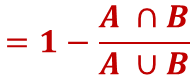 = 1 - A ∩ B
A ∪ B